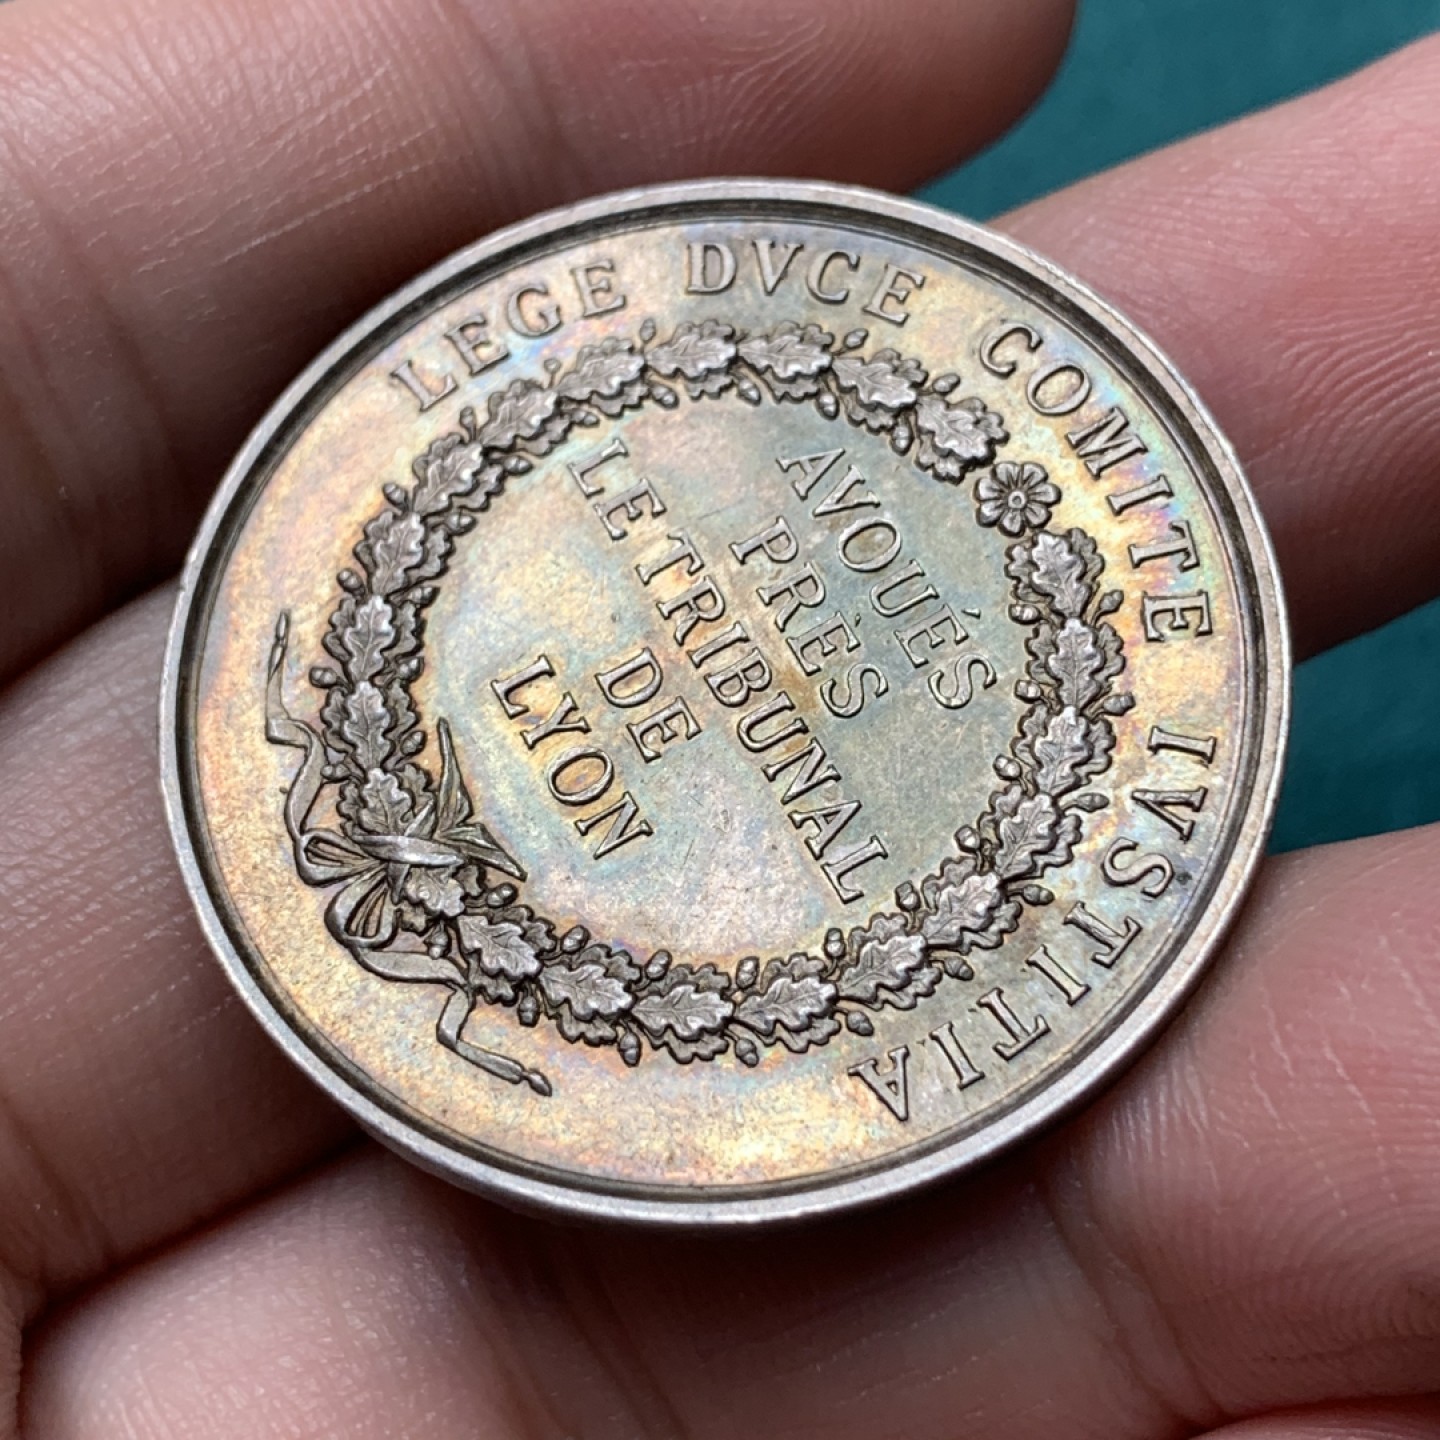 LEGE DVCE COMITE IVSTITIA
AVOUÉS
PRÈS
LE TRIBUNAL
DE
LYON